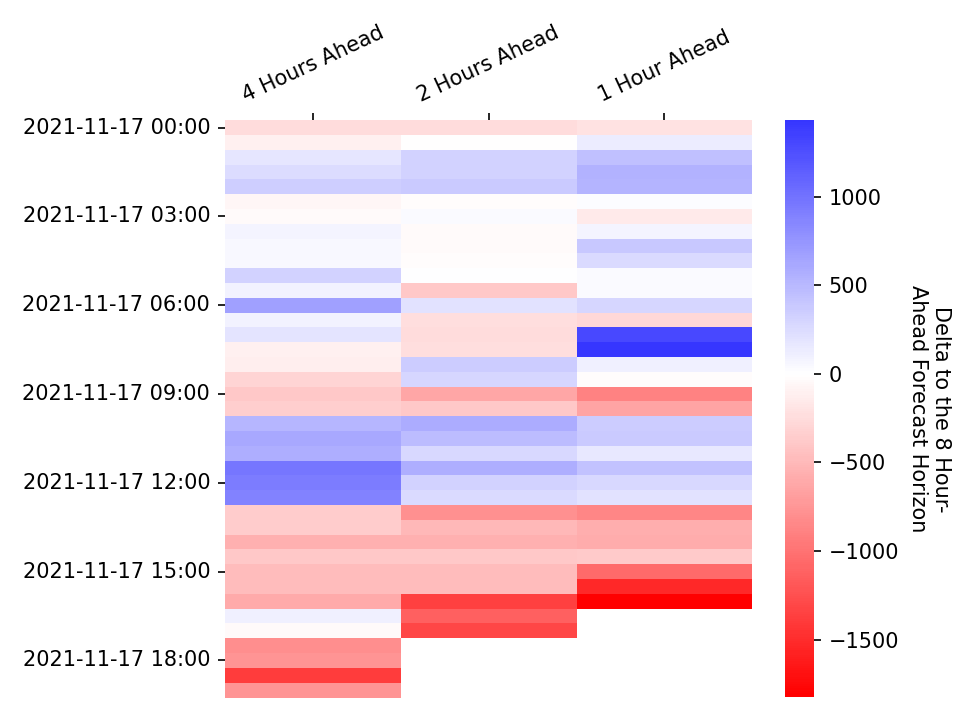 4 Hours Ahead
2 Hours Ahead
1 Hour Ahead
2021-11-17 00:00
2021-11-17 03:00
2021-11-17 06:00
2021-11-17 09:00
2021-11-17 12:00
2021-11-17 15:00
2021-11-17 18:00
1000
500
0
−500
−1000
−1500
Delta to the 8 Hour-
Ahead Forecast Horizon